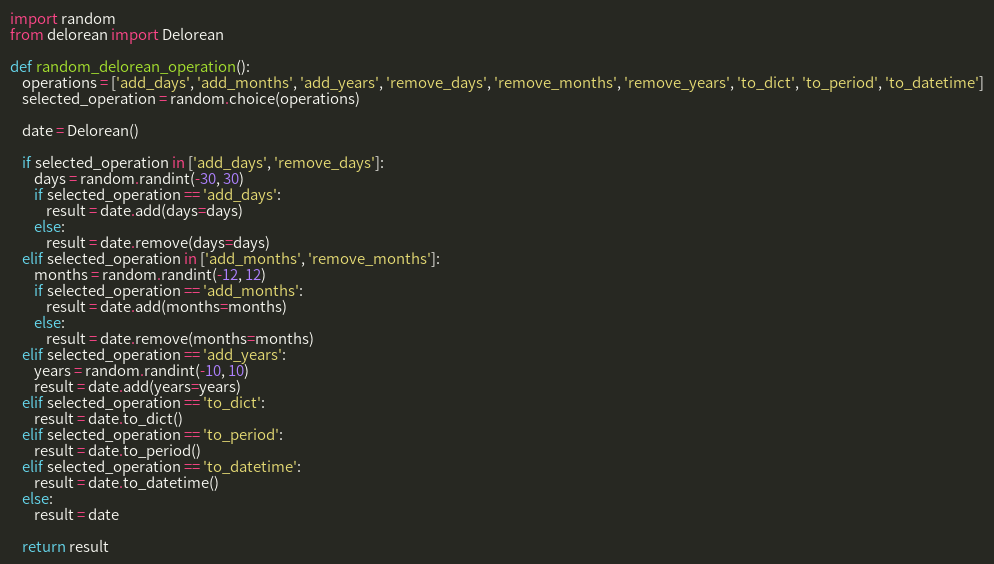 import random
from delorean import Delorean

def random_delorean_operation():
    operations = ['add_days', 'add_months', 'add_years', 'remove_days', 'remove_months', 'remove_years', 'to_dict', 'to_period', 'to_datetime']
    selected_operation = random.choice(operations)

    date = Delorean()

    if selected_operation in ['add_days', 'remove_days']:
        days = random.randint(-30, 30)
        if selected_operation == 'add_days':
            result = date.add(days=days)
        else:
            result = date.remove(days=days)
    elif selected_operation in ['add_months', 'remove_months']:
        months = random.randint(-12, 12)
        if selected_operation == 'add_months':
            result = date.add(months=months)
        else:
            result = date.remove(months=months)
    elif selected_operation == 'add_years':
        years = random.randint(-10, 10)
        result = date.add(years=years)
    elif selected_operation == 'to_dict':
        result = date.to_dict()
    elif selected_operation == 'to_period':
        result = date.to_period()
    elif selected_operation == 'to_datetime':
        result = date.to_datetime()
    else:
        result = date

    return result